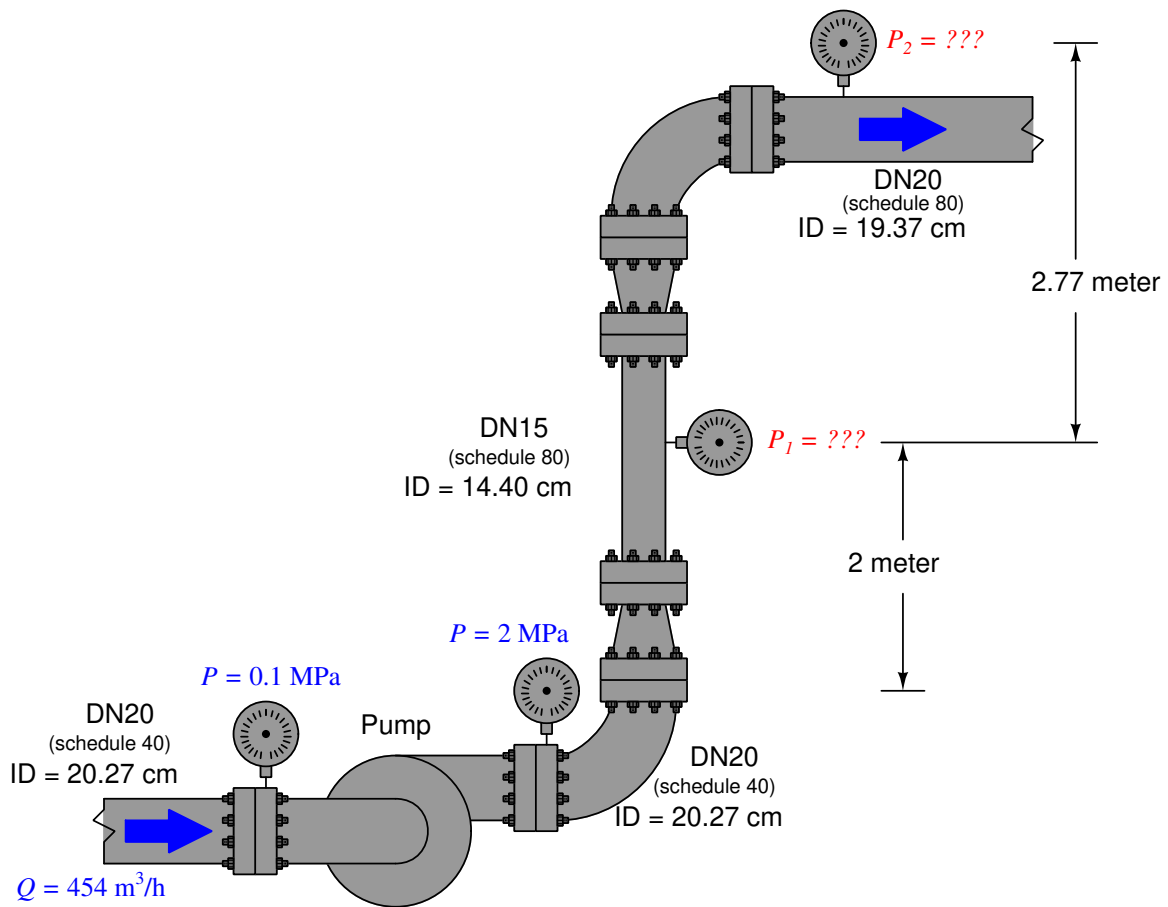 P₂ = ???
DN20
(schedule 80)
ID = 19.37 cm
2.77 meter
DN15
(schedule 80)
ID = 14.40 cm
P₁ = ???
2 meter
P = 2 MPa
P = 0.1 MPa
DN20
(schedule 40)
ID = 20.27 cm
Pump
DN20
(schedule 40)
ID = 20.27 cm
Q = 454 m³/h